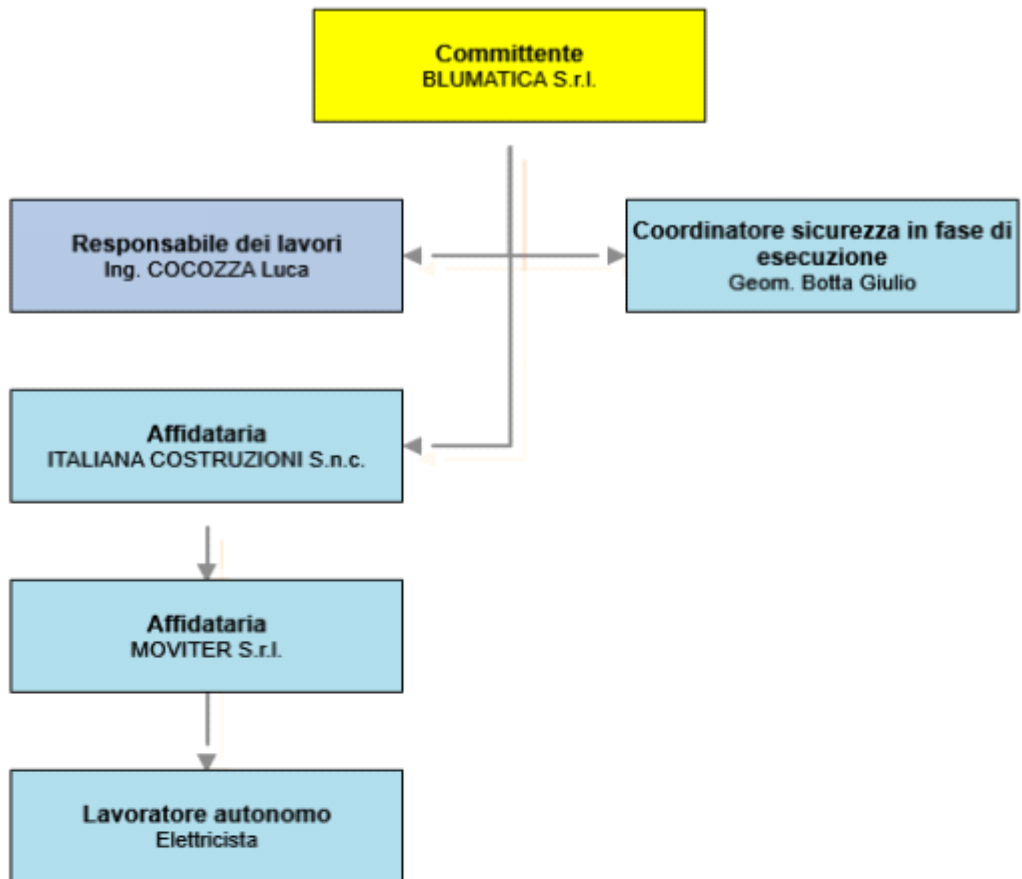 Committente
BLUMATICA S.r.l.
Responsabile dei lavori
Ing. COCOZZA Luca
Coordinatore sicurezza in fase di
esecuzione
Geom. Botta Giulio
Affidataria
ITALIANA COSTRUZIONI S.n.c.
Affidataria
MOVITER S.r.l.
Lavoratore autonomo
Elettricista